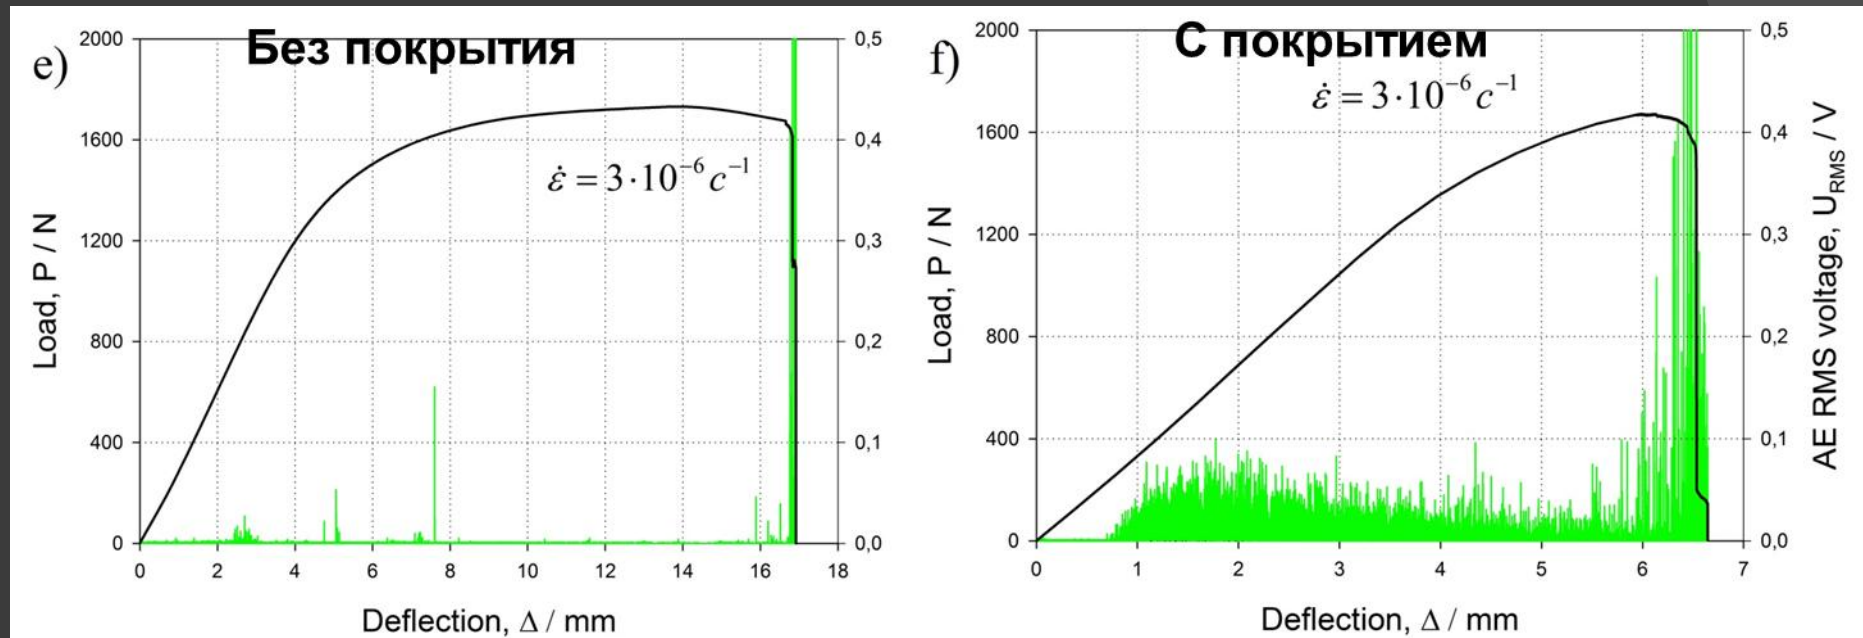 e)
Без покрытия
ε̇ = 3·10⁻⁶ c⁻¹
2000
1600
1200
800
400
0
0,5
0,4
0,3
0,2
0,1
0,0
0 2 4 6 8 10 12 14 16 18
Load, P / N
Deflection, Δ / mm
f)
С покрытием
ε̇ = 3·10⁻⁶ c⁻¹
2000
1600
1200
800
400
0
0,5
0,4
0,3
0,2
0,1
0,0
0 1 2 3 4 5 6 7
Load, P / N
AE RMS voltage, U_RMS / V
Deflection, Δ / mm